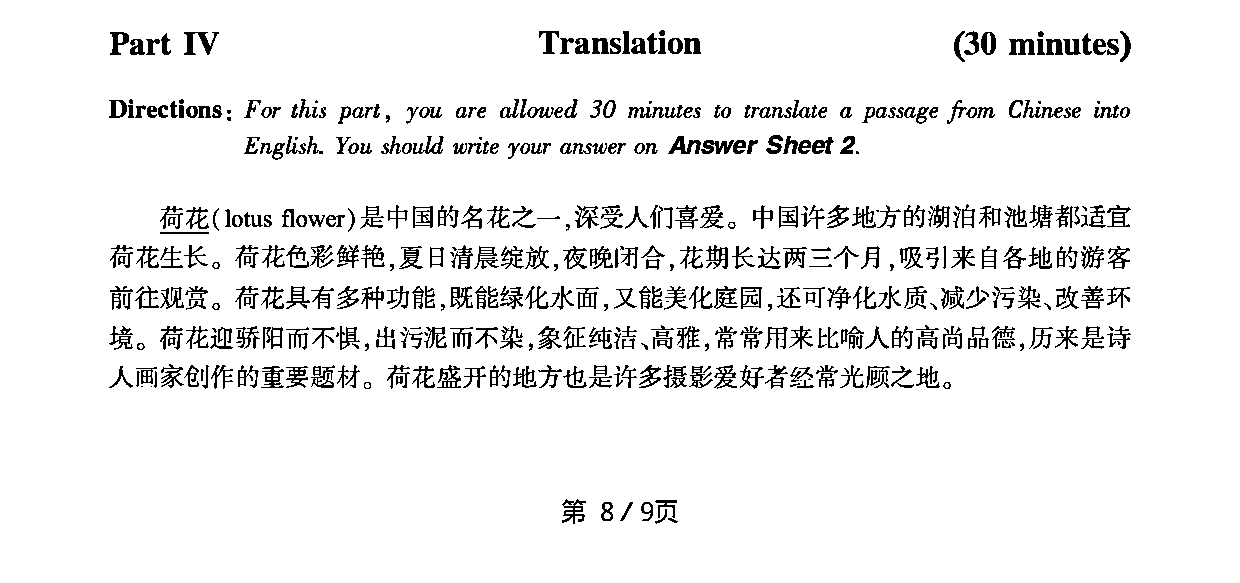 Part IV Translation (30 minutes)
Directions: For this part, you are allowed 30 minutes to translate a passage from Chinese into
English. You should write your answer on Answer Sheet 2.
荷花(lotus flower)是中国的名花之一,深受人们喜爱。中国许多地方的湖泊和池塘都适宜
荷花生长。荷花色彩鲜艳,夏日清晨绽放,夜晚闭合,花期长达两三个月,吸引来自各地的游客
前往观赏。荷花具有多种功能,既能绿化水面,又能美化庭园,还可净化水质、减少污染、改善环
境。荷花迎骄阳而不惧,出污泥而不染,象征纯洁、高雅,常常用来比喻人的高尚品德,历来是诗
人画家创作的重要题材。荷花盛开的地方也是许多摄影爱好者经常光顾之地。
第 8 / 9页